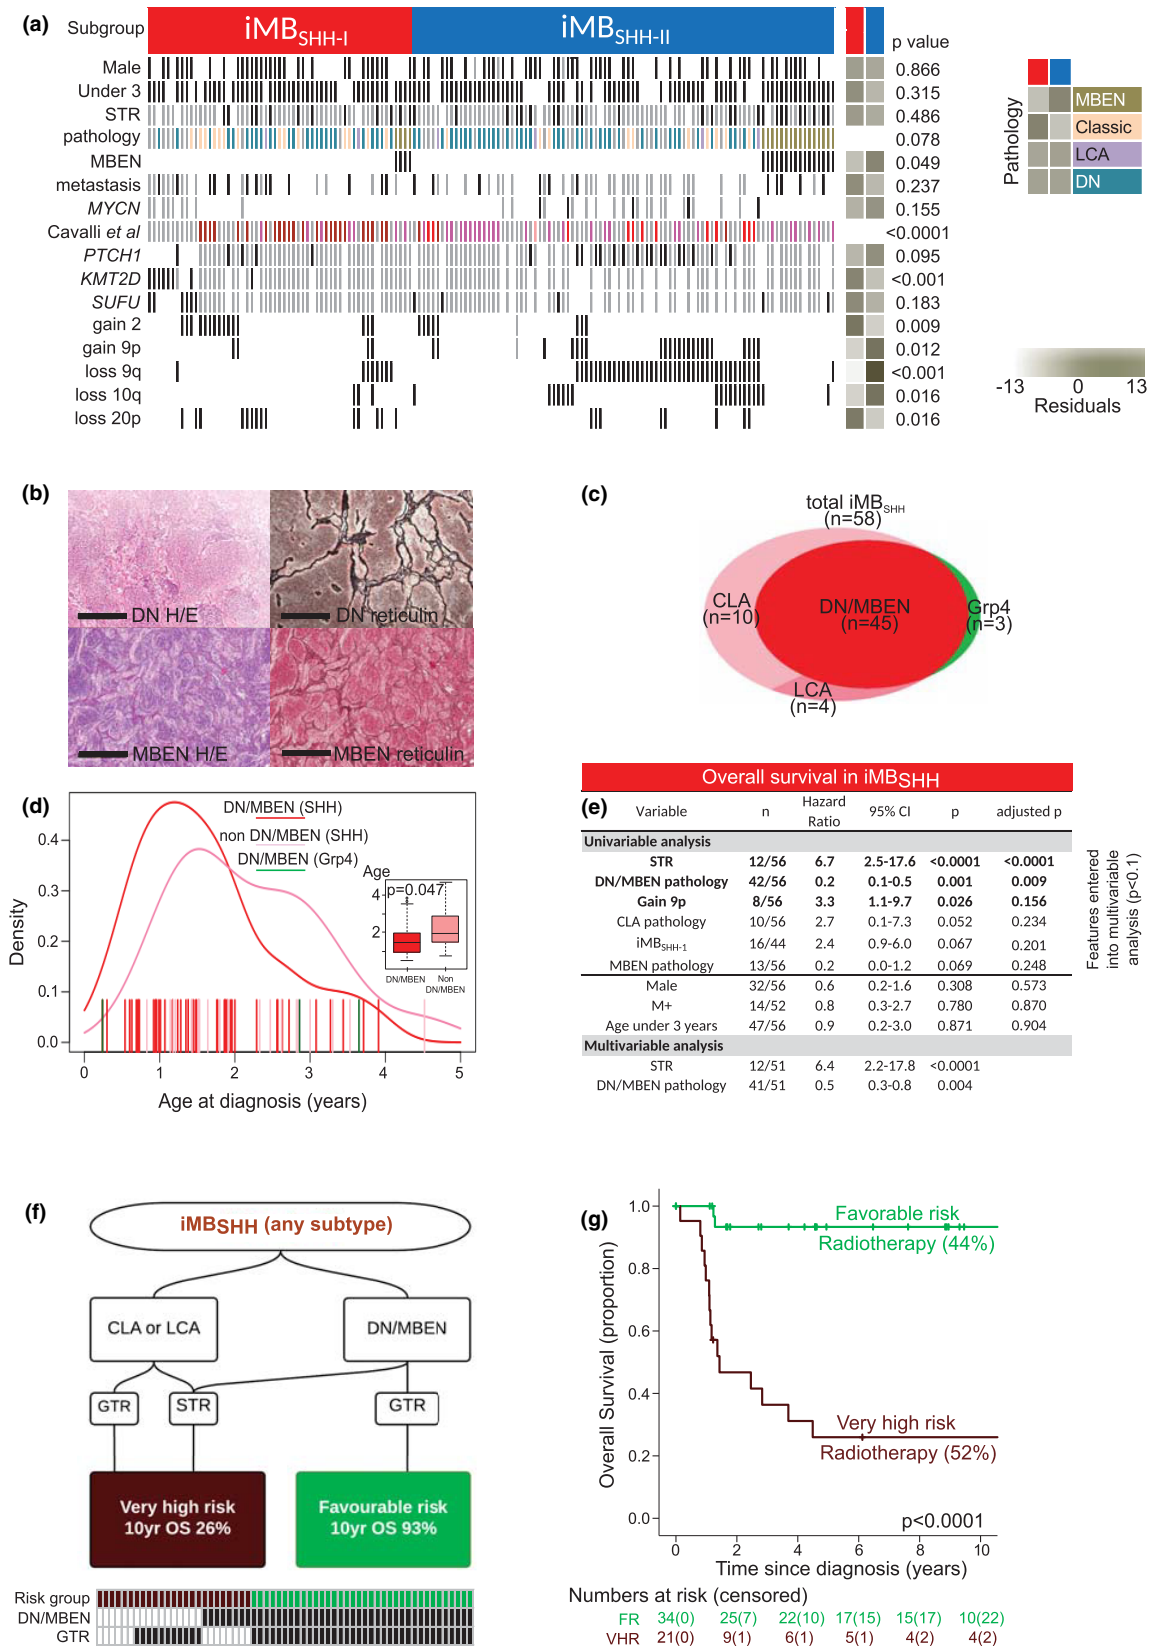 (a)
Subgroup iMBSHH-I iMBSHH-II p value
Male 0.866
Under 3 0.315
STR 0.486
pathology 0.078
MBEN 0.049
metastasis 0.237
MYCN 0.155
Cavalli et al <0.0001
PTCH1 0.095
KMT2D <0.001
SUFU 0.183
gain 2 0.009
gain 9p 0.012
loss 9q <0.001
loss 10q 0.016
loss 20p 0.016
Pathology
MBEN
Classic
LCA
DN
-13 0 13
Residuals
(b)
DN H/E
DN reticulin
MBEN H/E
MBEN reticulin
(c)
total iMBSHH
(n=58)
CLA
(n=10)
DN/MBEN
(n=45)
Grp4
(n=3)
LCA
(n=4)
(d)
DN/MBEN (SHH)
non DN/MBEN (SHH)
DN/MBEN (Grp4)
Age
p=0.047
4
2
DN/MBEN
Non
DN/MBEN
Density
0.4
0.3
0.2
0.1
0.0
0 1 2 3 4 5
Age at diagnosis (years)
Overall survival in iMBSHH
(e)
Variable n Hazard Ratio 95% CI p adjusted p
Univariable analysis
STR 12/56 6.7 2.5-17.6 <0.0001 <0.0001
DN/MBEN pathology 42/56 0.2 0.1-0.5 0.001 0.009
Gain 9p 8/56 3.3 1.1-9.7 0.026 0.156
CLA pathology 10/56 2.7 0.1-7.3 0.052 0.234
iMBSHH-1 16/44 2.4 0.9-6.0 0.067 0.201
MBEN pathology 13/56 0.2 0.0-1.2 0.069 0.248
Male 32/56 0.6 0.2-1.6 0.308 0.573
M+ 14/52 0.8 0.3-2.7 0.780 0.870
Age under 3 years 47/56 0.9 0.2-3.0 0.871 0.904
Multivariable analysis
STR 12/51 6.4 2.2-17.8 <0.0001
DN/MBEN pathology 41/51 0.5 0.3-0.8 0.004
Features entered
into multivariable
analysis (p<0.1)
(f)
iMBSHH (any subtype)
CLA or LCA
DN/MBEN
GTR
STR
GTR
Very high risk
10yr OS 26%
Favourable risk
10yr OS 93%
Risk group
DN/MBEN
GTR
(g)
Overall Survival (proportion)
1.0
0.8
0.6
0.4
0.2
0.0
Favorable risk
Radiotherapy (44%)
Very high risk
Radiotherapy (52%)
p<0.0001
0 2 4 6 8 10
Time since diagnosis (years)
Numbers at risk (censored)
FR 34(0) 25(7) 22(10) 17(15) 15(17) 10(22)
VHR 21(0) 9(1) 6(1) 5(1) 4(2) 4(2)